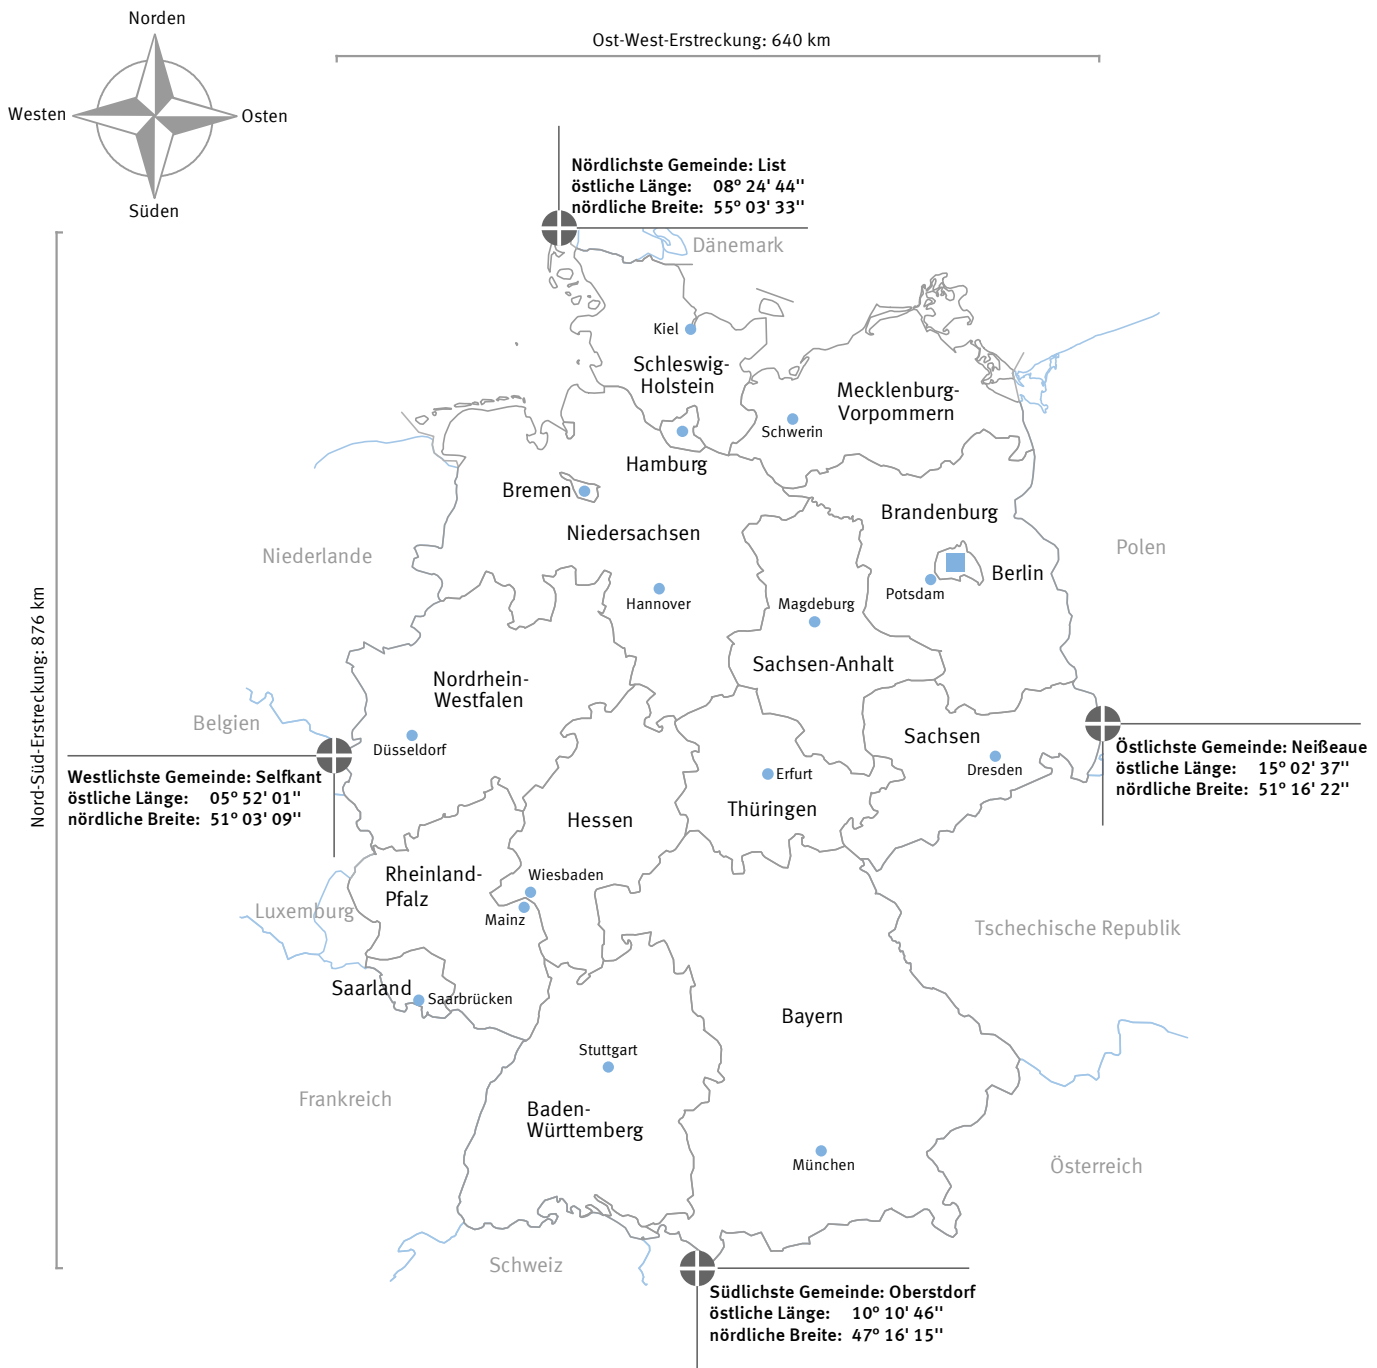 Norden
Ost-West-Erstreckung: 640 km
Westen
Osten
Süden
Nördlichste Gemeinde: List
östliche Länge: 08° 24' 44''
nördliche Breite: 55° 03' 33''
Dänemark
Kiel
Schleswig-
Holstein
Mecklenburg-
Vorpommern
Schwerin
Hamburg
Bremen
Brandenburg
Niedersachsen
Niederlande
Polen
Berlin
Potsdam
Hannover
Magdeburg
Nord-Süd-Erstreckung: 876 km
Sachsen-Anhalt
Nordrhein-
Westfalen
Belgien
Düsseldorf
Sachsen
Dresden
Östlichste Gemeinde: Neißeaue
östliche Länge: 15° 02' 37''
nördliche Breite: 51° 16' 22''
Westlichste Gemeinde: Selfkant
östliche Länge: 05° 52' 01''
nördliche Breite: 51° 03' 09''
Erfurt
Thüringen
Hessen
Rheinland-
Pfalz
Wiesbaden
Mainz
Luxemburg
Tschechische Republik
Saarland
Saarbrücken
Bayern
Stuttgart
Frankreich
Baden-
Württemberg
München
Österreich
Schweiz
Südlichste Gemeinde: Oberstdorf
östliche Länge: 10° 10' 46''
nördliche Breite: 47° 16' 15''